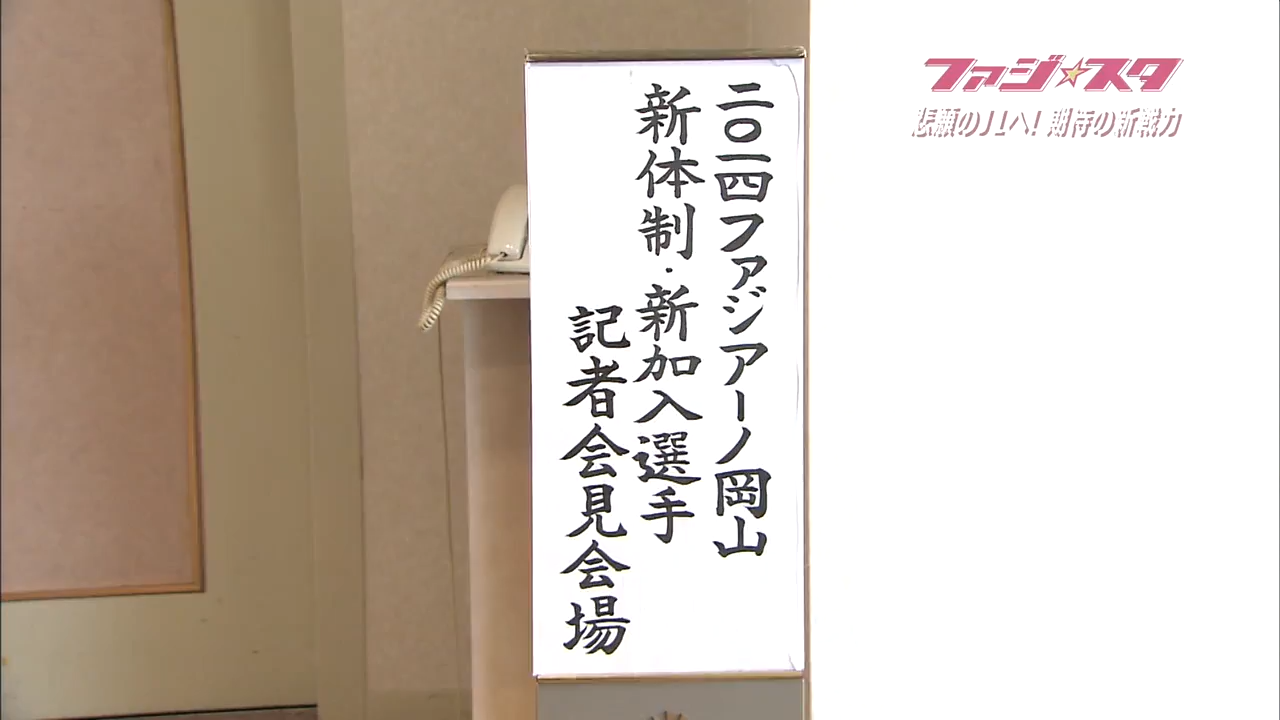 二〇一四ファジアーノ岡山
新体制・新加入選手
記者会見会場
ファジ☆スタ
悲願のJ1へ!期待の新戦力